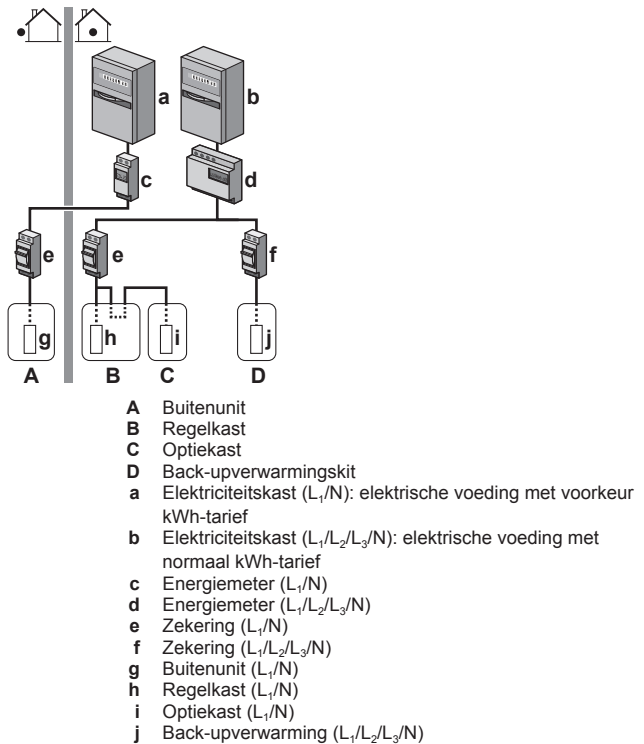 a b
c d
e e f
g h i j
A B C D
A Buitenunit
B Regelkast
C Optiekast
D Back-upverwarmingskit
a Elektriciteitskast (L₁/N): elektrische voeding met voorkeur
kWh-tarief
b Elektriciteitskast (L₁/L₂/L₃/N): elektrische voeding met
normaal kWh-tarief
c Energiemeter (L₁/N)
d Energiemeter (L₁/L₂/L₃/N)
e Zekering (L₁/N)
f Zekering (L₁/L₂/L₃/N)
g Buitenunit (L₁/N)
h Regelkast (L₁/N)
i Optiekast (L₁/N)
j Back-upverwarming (L₁/L₂/L₃/N)